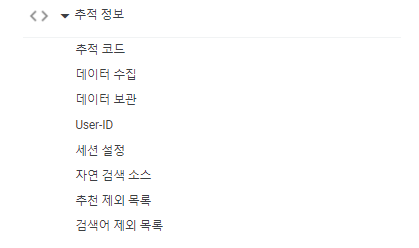 추적 정보
추적 코드
데이터 수집
데이터 보관
User-ID
세션 설정
자연 검색 소스
추천 제외 목록
검색어 제외 목록